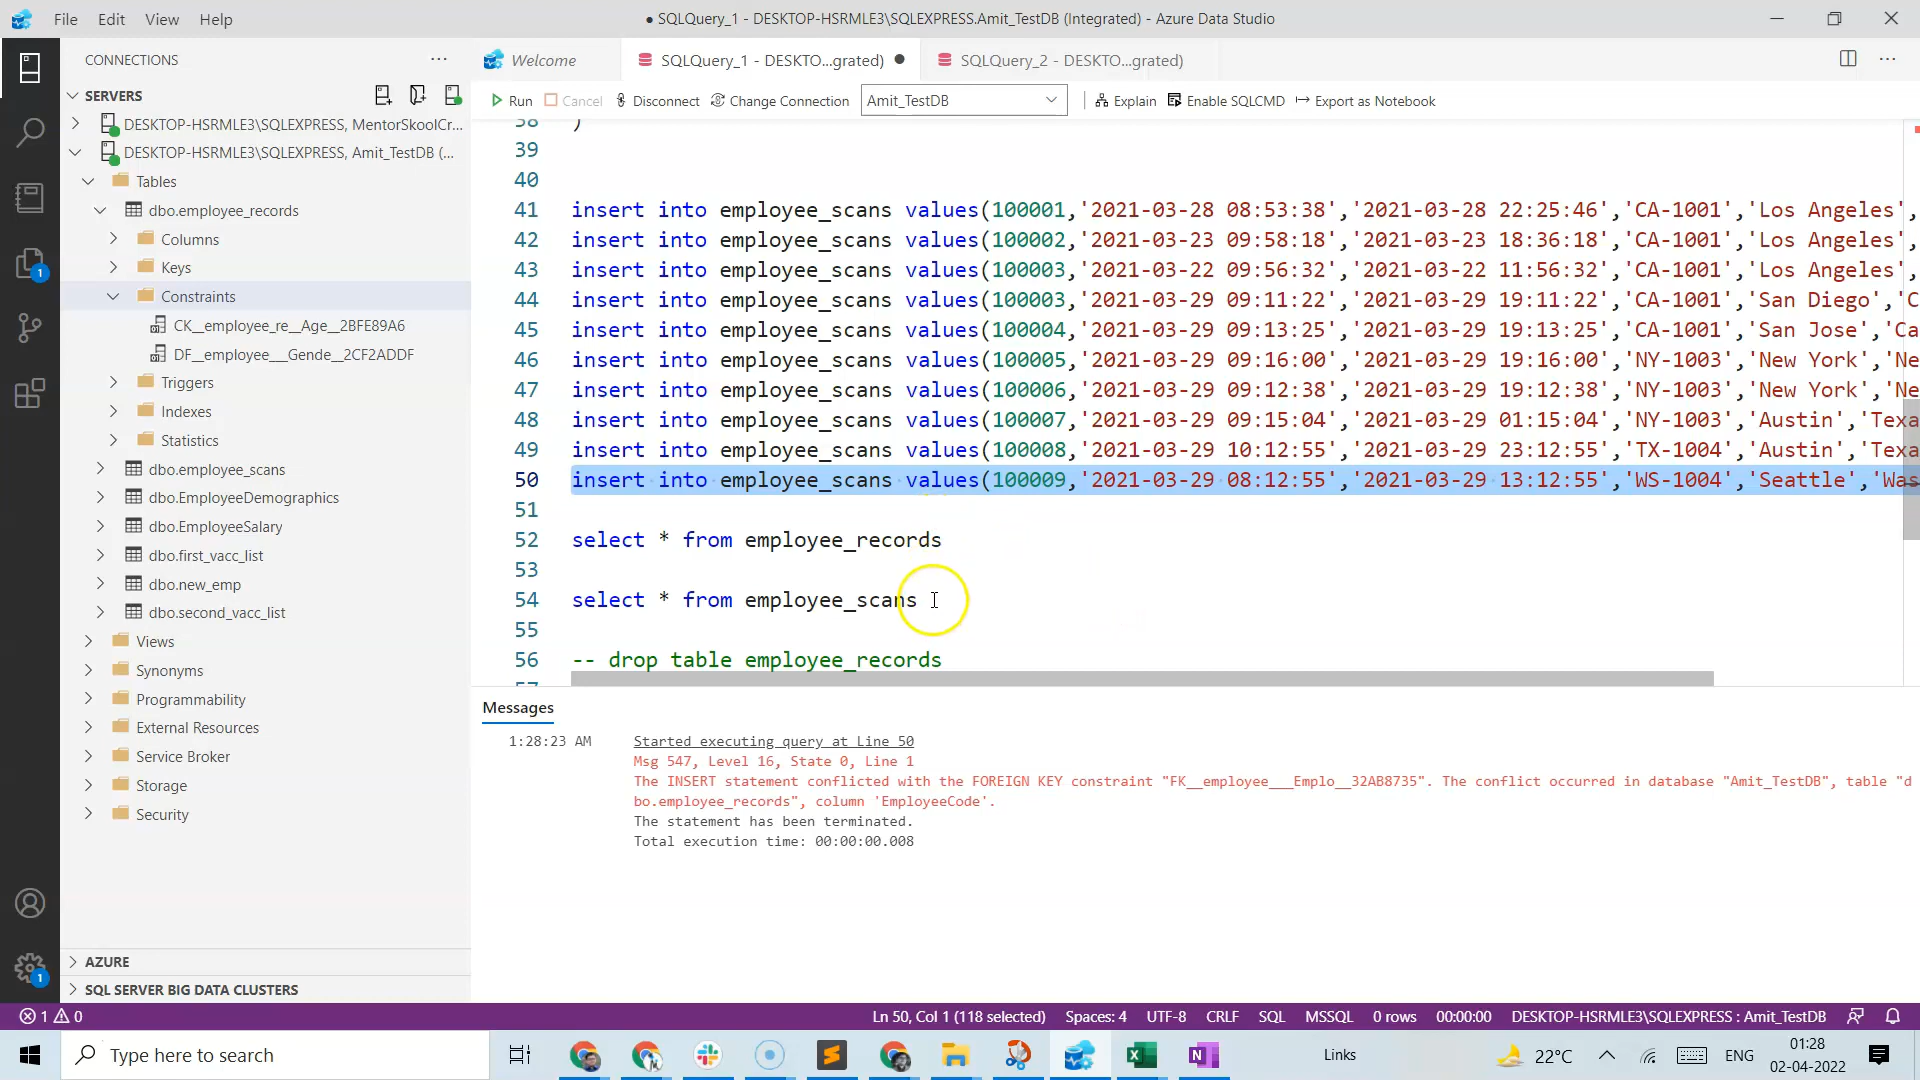 File Edit View Help
● SQLQuery_1 - DESKTOP-HSRMLE3\SQLEXPRESS.Amit_TestDB (Integrated) - Azure Data Studio
CONNECTIONS
Welcome
SQLQuery_1 - DESKTO...grated)
SQLQuery_2 - DESKTO...grated)
SERVERS
Run Cancel Disconnect Change Connection Amit_TestDB Explain Enable SQLCMD Export as Notebook
DESKTOP-HSRMLE3\SQLEXPRESS, MentorSkoolCr...
DESKTOP-HSRMLE3\SQLEXPRESS, Amit_TestDB (...
Tables
dbo.employee_records
Columns
Keys
Constraints
CK__employee_re__Age__2BFE89A6
DF__employee___Gende__2CF2ADDF
Triggers
Indexes
Statistics
dbo.employee_scans
dbo.EmployeeDemographics
dbo.EmployeeSalary
dbo.first_vacc_list
dbo.new_emp
dbo.second_vacc_list
Views
Synonyms
Programmability
External Resources
Service Broker
Storage
Security
AZURE
SQL SERVER BIG DATA CLUSTERS
1
1
38 )
39
40
41 insert into employee_scans values(100001,'2021-03-28 08:53:38','2021-03-28 22:25:46','CA-1001','Los Angeles',
42 insert into employee_scans values(100002,'2021-03-23 09:58:18','2021-03-23 18:36:18','CA-1001','Los Angeles',
43 insert into employee_scans values(100003,'2021-03-22 09:56:32','2021-03-22 11:56:32','CA-1001','Los Angeles',
44 insert into employee_scans values(100003,'2021-03-29 09:11:22','2021-03-29 19:11:22','CA-1001','San Diego','C
45 insert into employee_scans values(100004,'2021-03-29 09:13:25','2021-03-29 19:13:25','CA-1001','San Jose','Ca
46 insert into employee_scans values(100005,'2021-03-29 09:16:00','2021-03-29 19:16:00','NY-1003','New York','Ne
47 insert into employee_scans values(100006,'2021-03-29 09:12:38','2021-03-29 19:12:38','NY-1003','New York','Ne
48 insert into employee_scans values(100007,'2021-03-29 09:15:04','2021-03-29 01:15:04','NY-1003','Austin','Texa
49 insert into employee_scans values(100008,'2021-03-29 10:12:55','2021-03-29 23:12:55','TX-1004','Austin','Texa
50 insert into employee_scans values(100009,'2021-03-29 08:12:55','2021-03-29 13:12:55','WS-1004','Seattle','Was
51
52 select * from employee_records
53
54 select * from employee_scans
55
56 -- drop table employee_records
57
Messages
1:28:23 AM Started executing query at Line 50
Msg 547, Level 16, State 0, Line 1
The INSERT statement conflicted with the FOREIGN KEY constraint "FK__employee___Emplo__32AB8735". The conflict occurred in database "Amit_TestDB", table "d
bo.employee_records", column 'EmployeeCode'.
The statement has been terminated.
Total execution time: 00:00:00.008
1 0 Ln 50, Col 1 (118 selected) Spaces: 4 UTF-8 CRLF SQL MSSQL 0 rows 00:00:00 DESKTOP-HSRMLE3\SQLEXPRESS : Amit_TestDB
Type here to search
Links
22°C
ENG
01:28
02-04-2022